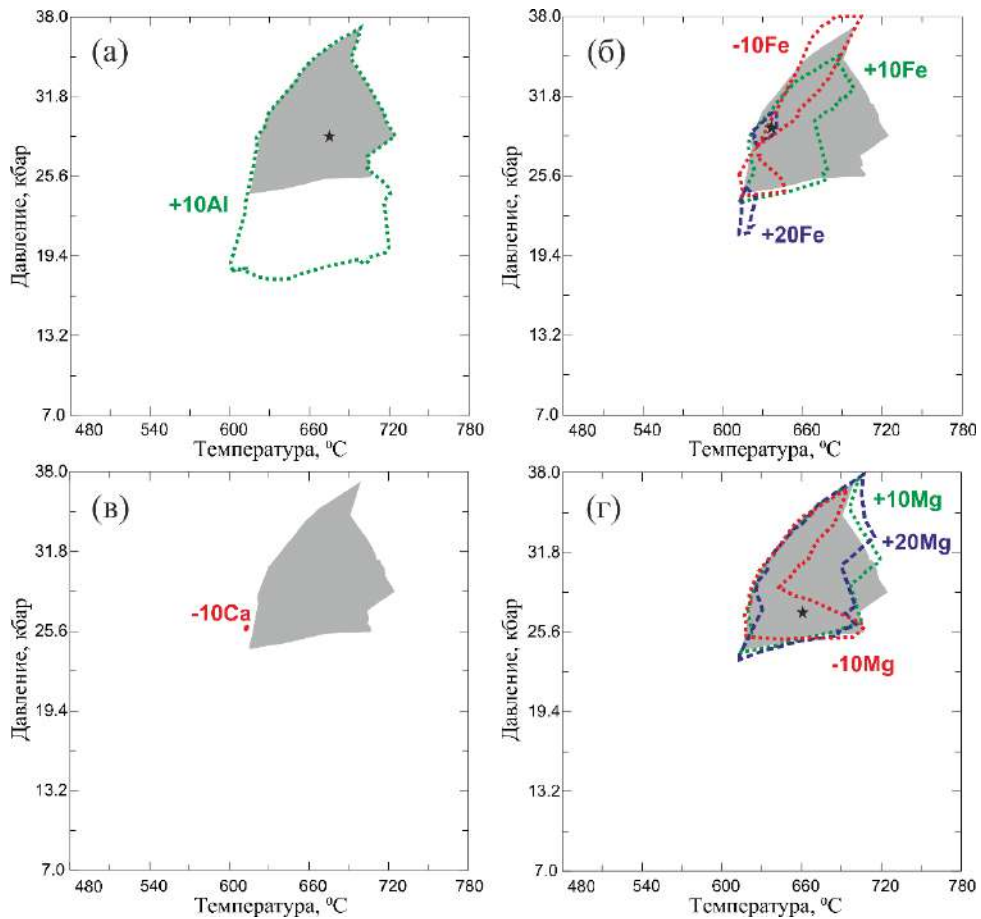 (а)
38.0
31.8
25.6
19.4
13.2
7.0
Давление, кбар
+10Al
480 540 600 660 720 780
Температура, ⁰С
(б)
38.0
31.8
25.6
19.4
13.2
7.0
Давление, кбар
-10Fe
+10Fe
+20Fe
480 540 600 660 720 780
Температура, ⁰С
(в)
38.0
31.8
25.6
19.4
13.2
7.0
Давление, кбар
-10Ca
480 540 600 660 720 780
Температура, ⁰С
(г)
38.0
31.8
25.6
19.4
13.2
7.0
Давление, кбар
+10Mg
+20Mg
-10Mg
480 540 600 660 720 780
Температура, ⁰С